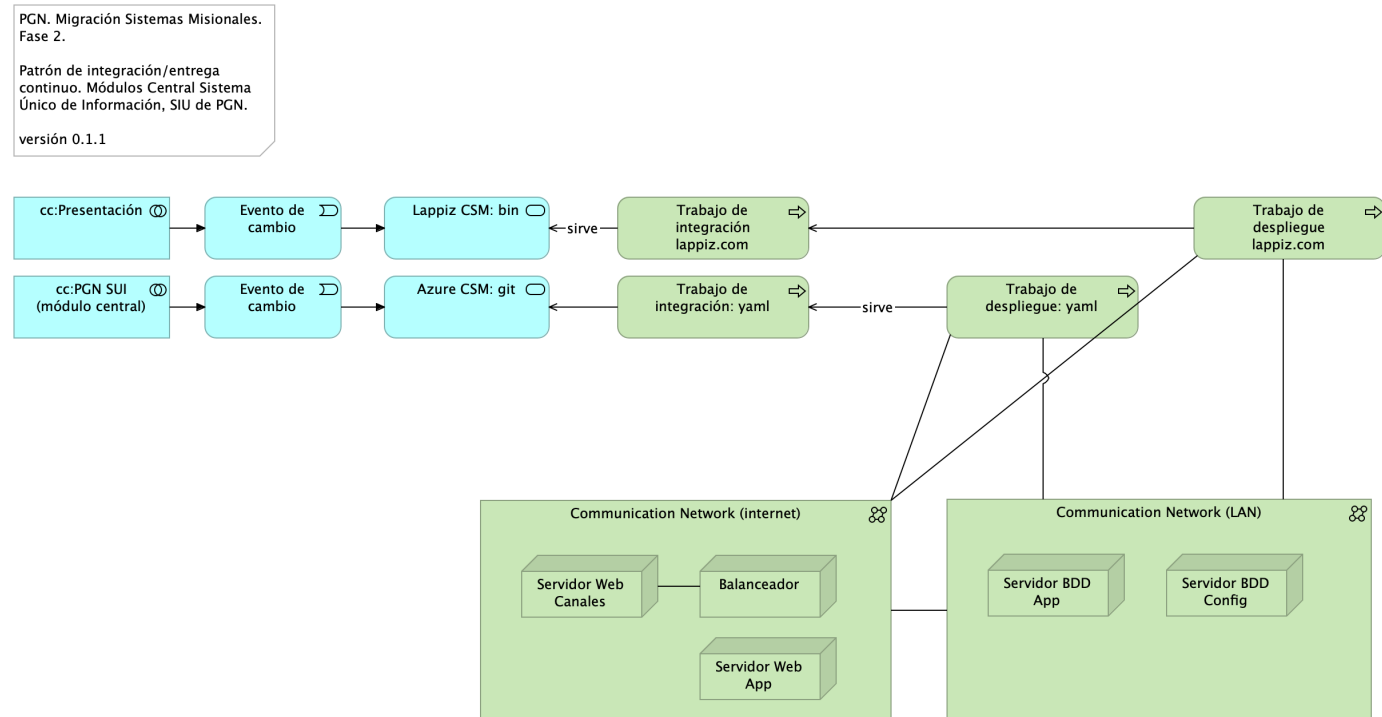 PGN. Migración Sistemas Misionales.
Fase 2.
Patrón de integración/entrega
continuo. Módulos Central Sistema
Único de Información, SIU de PGN.
versión 0.1.1
cc:Presentación
Evento de
cambio
Lappiz CSM: bin
sirve
Trabajo de
integración
lappiz.com
Trabajo de
despliegue
lappiz.com
cc:PGN SUI
(módulo central)
Evento de
cambio
Azure CSM: git
Trabajo de
integración: yaml
sirve
Trabajo de
despliegue: yaml
Communication Network (internet)
Servidor Web
Canales
Balanceador
Servidor Web
App
Communication Network (LAN)
Servidor BDD
App
Servidor BDD
Config